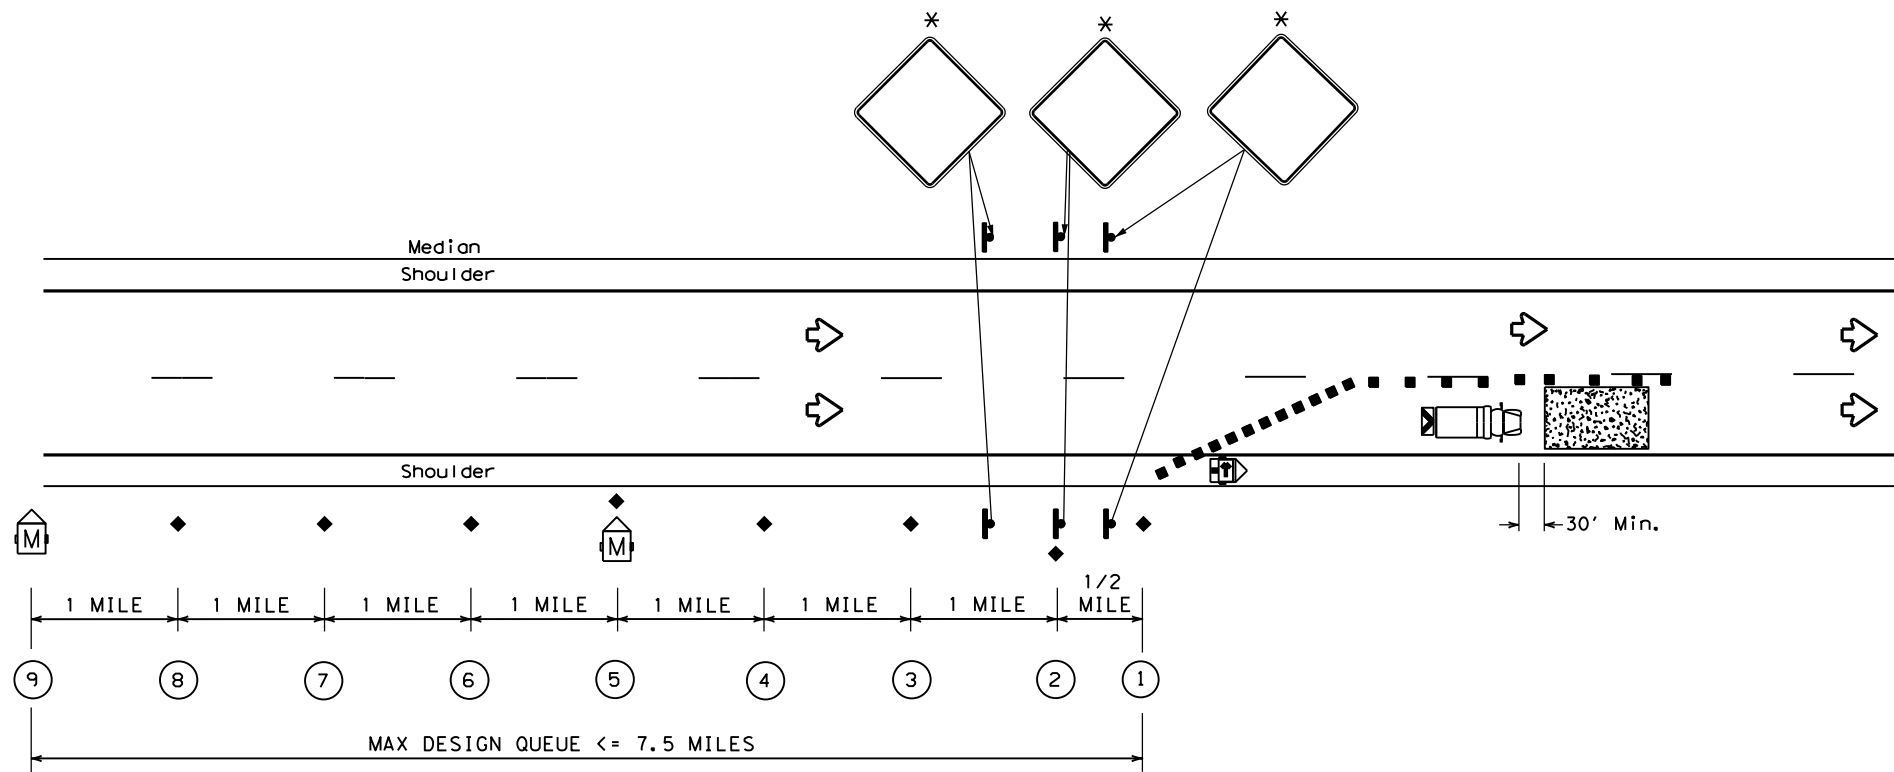 * * *
Median
Shoulder
Shoulder
M M
30' Min.
1 MILE 1 MILE 1 MILE 1 MILE 1 MILE 1 MILE 1 MILE 1/2 MILE
9 8 7 6 5 4 3 2 1
MAX DESIGN QUEUE <= 7.5 MILES